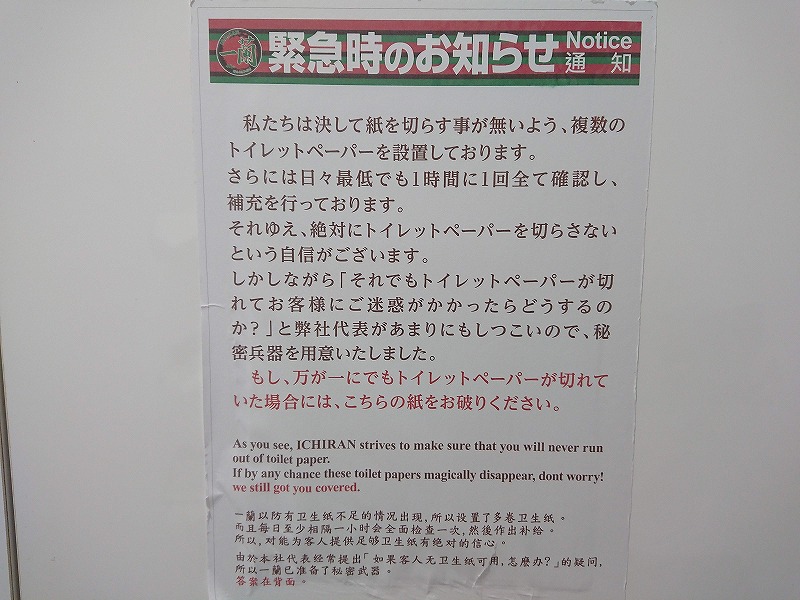 一蘭
緊急時のお知らせ Notice 通知
私たちは決して紙を切らす事が無いよう、複数の
トイレットペーパーを設置しております。
さらには日々最低でも1時間に1回全て確認し、
補充を行っております。
それゆえ、絶対にトイレットペーパーを切らさない
という自信がございます。
しかしながら「それでもトイレットペーパーが切
れてお客様にご迷惑がかかったらどうするの
か?」と弊社代表があまりにもしつこいので、秘
密兵器を用意いたしました。
もし、万が一にでもトイレットペーパーが切れて
いた場合には、こちらの紙をお破りください。
As you see, ICHIRAN strives to make sure that you will never run
out of toilet paper.
If by any chance these toilet papers magically disappear, dont worry!
we still got you covered.
一蘭以防有卫生纸不足的情况出现,所以设置了多卷卫生纸。
而且每日至少相隔一小时会全面检查一次,然後作出补给。
所以,对能为客人提供足够卫生纸有绝对的信心。
由於本社代表经常提出「如果客人无卫生纸可用,怎麽办?」的疑问,
所以一蘭已准备了秘密武器。
答案在背面。